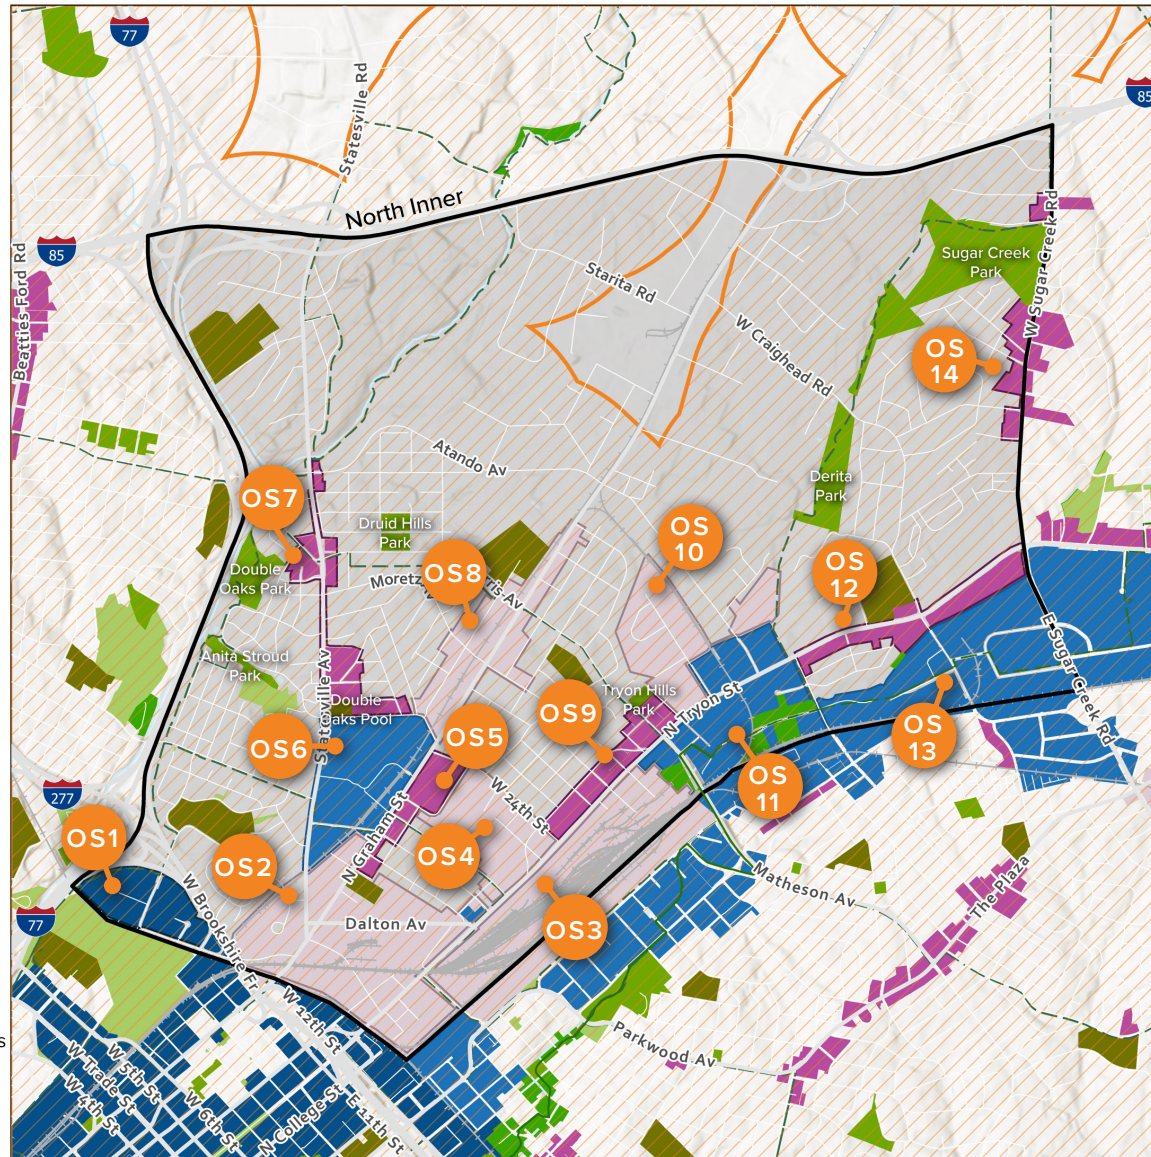 77
Statesville Rd
85
North Inner
85
Beatties Ford Rd
Starita Rd
Sugar Creek
Park
W Sugar Creek Rd
W Craighead Rd
OS
14
Atando Av
OS7
Derita
Park
Druid Hills
Park
OS
10
Double
Oaks Park
Moretz
OS8
ris Av
OS
12
Anita Stroud
Park
Statesville Av
E Sugar Creek Rd
Double
aks Pool
Tryon Hills
Park
N Tryon St
OS9
OS6
OS5
OS
13
OS
11
277
N Graham St
W 24th St
OS1
OS4
OS2
Matheson Av
The Plaza
77
W Brookshire Fr
Dalton Av
OS3
W 12th St
s
W 5th St
W Trade St
W 4th St
W 6th St
N College St
E 11th St
Parkwood Av